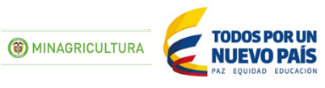 MINAGRICULTURA
TODOS POR UN
NUEVO PAÍS
PAZ EQUIDAD EDUCACIÓN